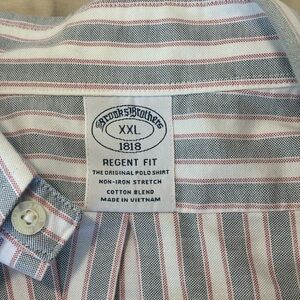 Brooks Brothers
XXL
1818
REGENT FIT
THE ORIGINAL POLO SHIRT
NON-IRON STRETCH
COTTON BLEND
MADE IN VIETNAM